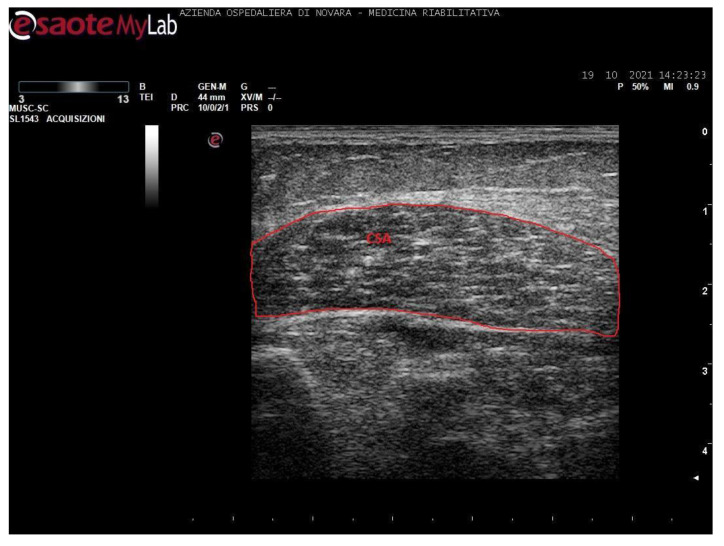 esaote MyLab
AZIENDA OSPEDALIERA DI NOVARA - MEDICINA RIABILITATIVA
19 10 2021 14:23:23
P 50% MI 0.9
3 13
B GEN-M G —
TEI D 44 mm XV/M –/–
PRC 10/0/2/1 PRS 0
MUSC-SC
SL1543 ACQUISIZIONI
e
0
1
CSA
2
3
4